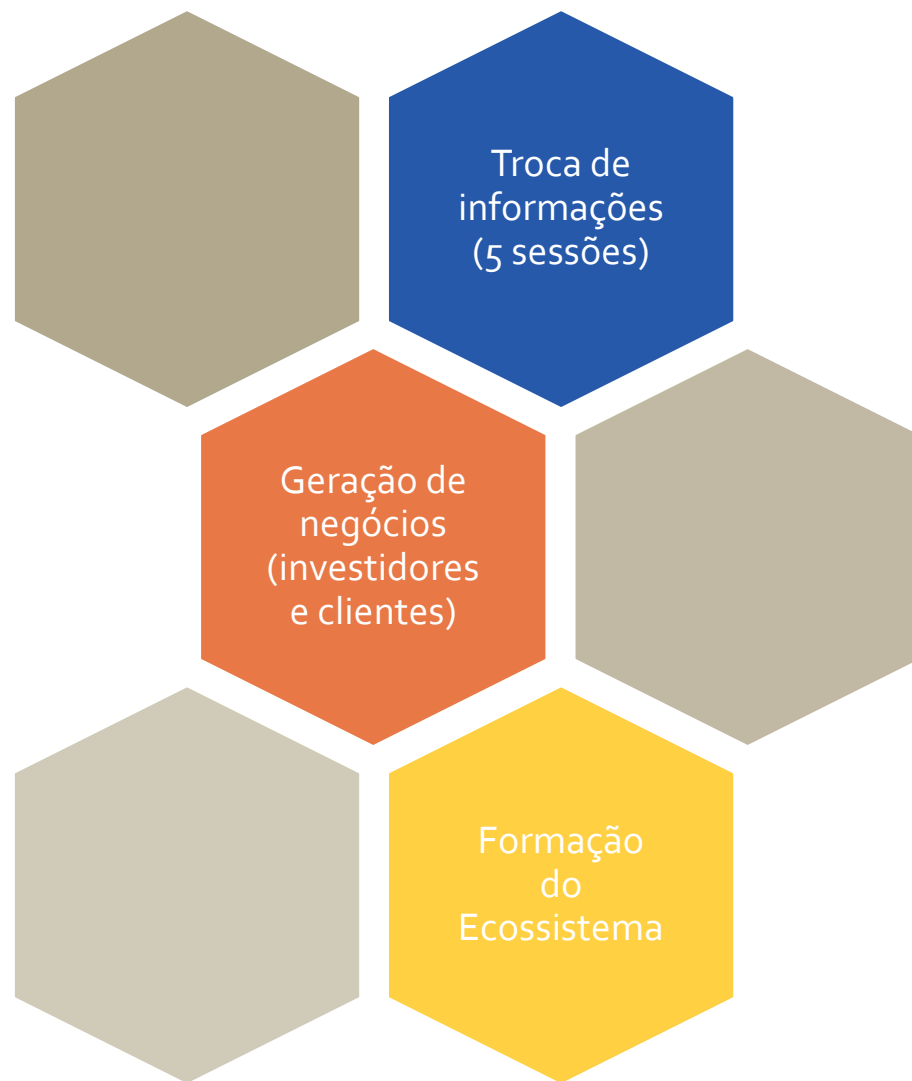 Troca de
informações
(5 sessões)
Geração de
negócios
(investidores
e clientes)
Formação
do
Ecossistema